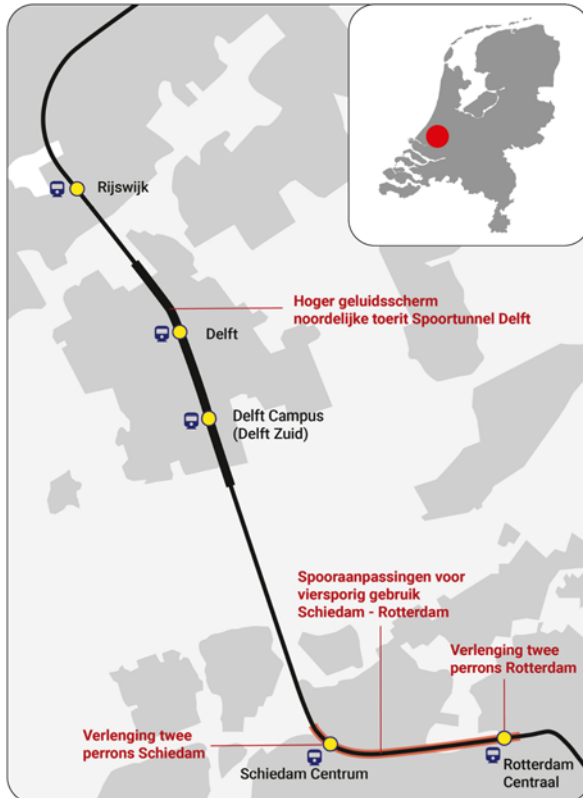 Rijswijk
Hoger geluidsscherm
noordelijke toerit Spoortunnel Delft
Delft
Delft Campus
(Delft Zuid)
Spooraanpassingen voor
viersporig gebruik
Schiedam - Rotterdam
Verlenging twee
perrons Rotterdam
Verlenging twee
perrons Schiedam
Schiedam Centrum
Rotterdam
Centraal